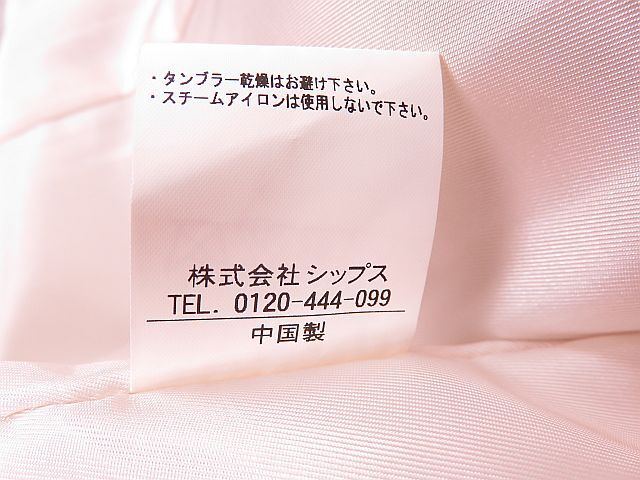 ・タンブラー乾燥はお避け下さい。
・スチームアイロンは使用しないで下さい。
株式会社シップス
TEL. 0120-444-099
中国製